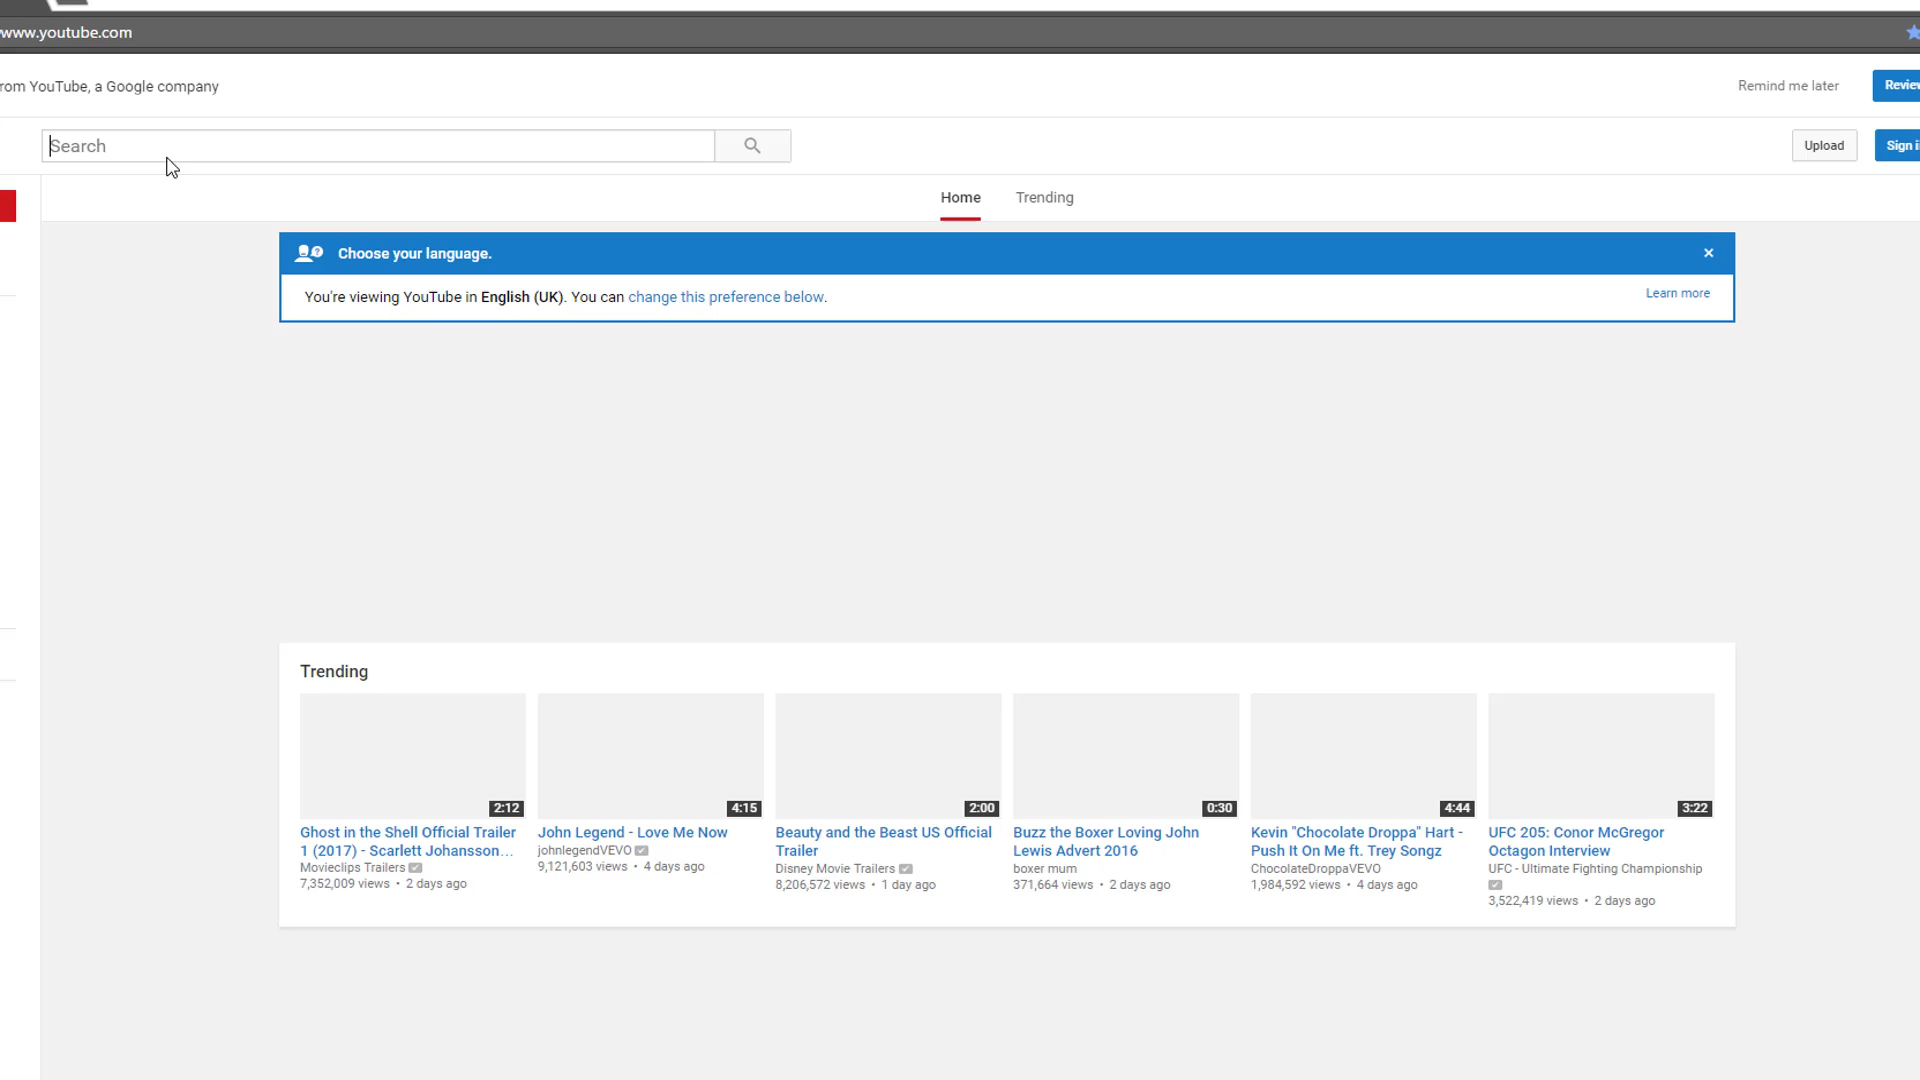 www.youtube.com
rom YouTube, a Google company
Remind me later
Review
Search
Upload
Sign i
Home
Trending
Choose your language.
You're viewing YouTube in English (UK). You can change this preference below.
Learn more
Trending
2:12
4:15
2:00
0:30
4:44
3:22
Ghost in the Shell Official Trailer
1 (2017) - Scarlett Johansson...
Movieclips Trailers
7,352,009 views • 2 days ago
John Legend - Love Me Now
johnlegendVEVO
9,121,603 views • 4 days ago
Beauty and the Beast US Official
Trailer
Disney Movie Trailers
8,206,572 views • 1 day ago
Buzz the Boxer Loving John
Lewis Advert 2016
boxer mum
371,664 views • 2 days ago
Kevin "Chocolate Droppa" Hart -
Push It On Me ft. Trey Songz
ChocolateDroppaVEVO
1,984,592 views • 4 days ago
UFC 205: Conor McGregor
Octagon Interview
UFC - Ultimate Fighting Championship
3,522,419 views • 2 days ago